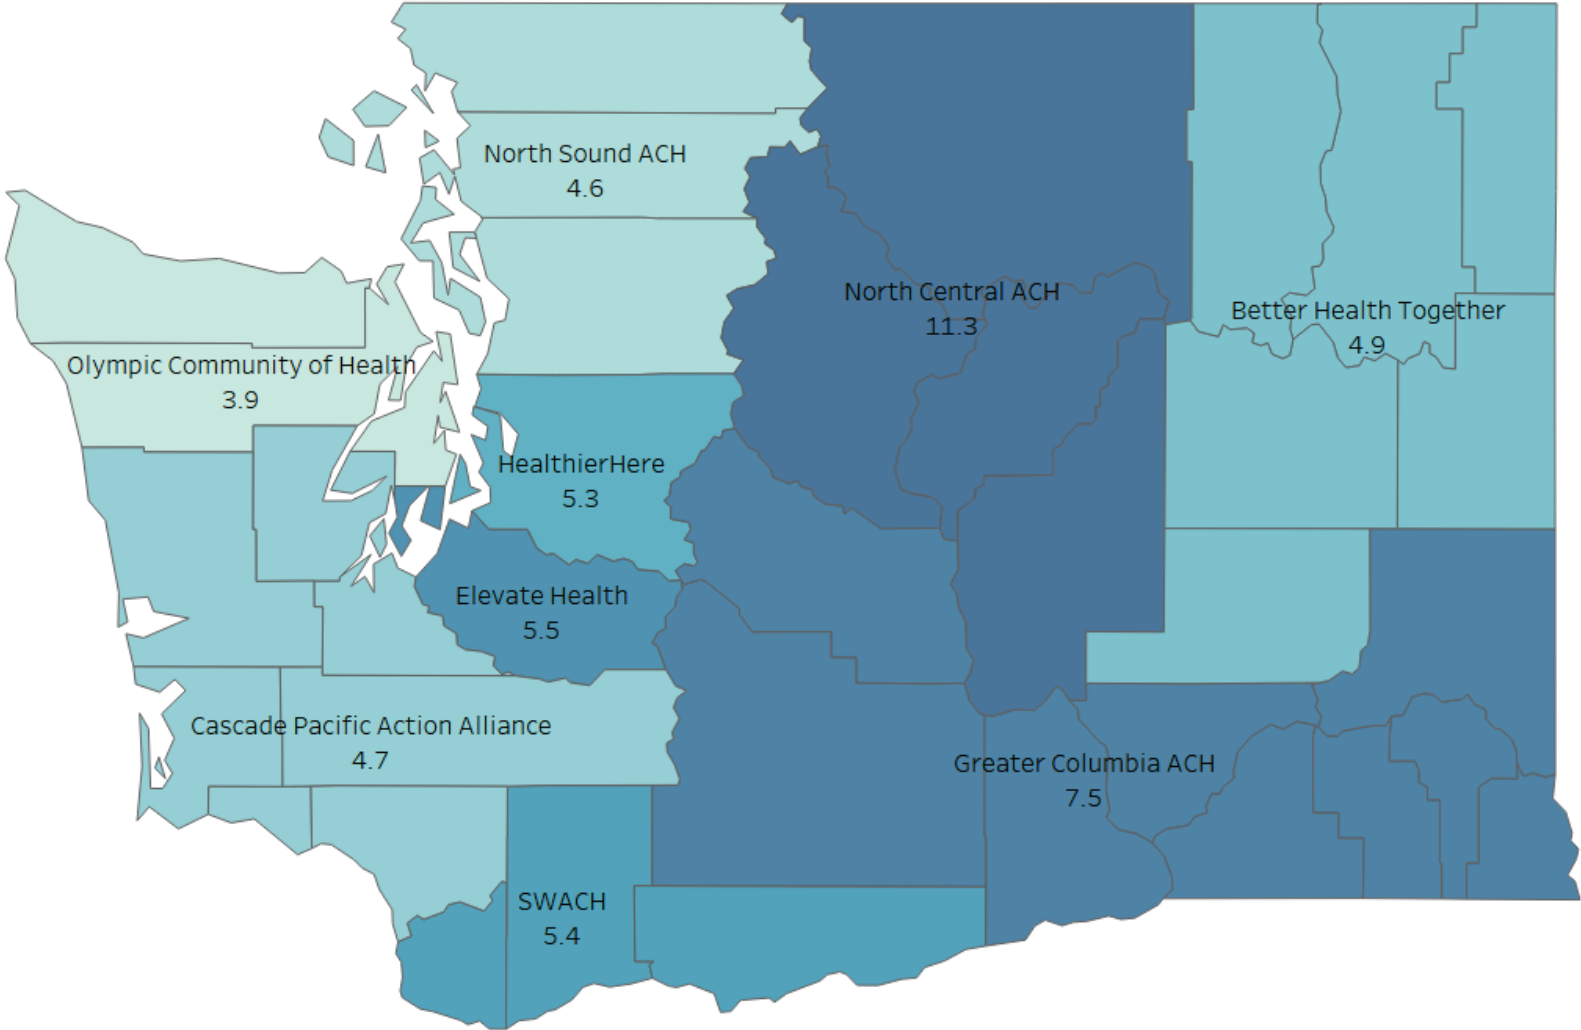 North Sound ACH
4.6
North Central ACH
11.3
Better Health Together
4.9
Olympic Community of Health
3.9
HealthierHere
5.3
Elevate Health
5.5
Cascade Pacific Action Alliance
4.7
Greater Columbia ACH
7.5
SWACH
5.4